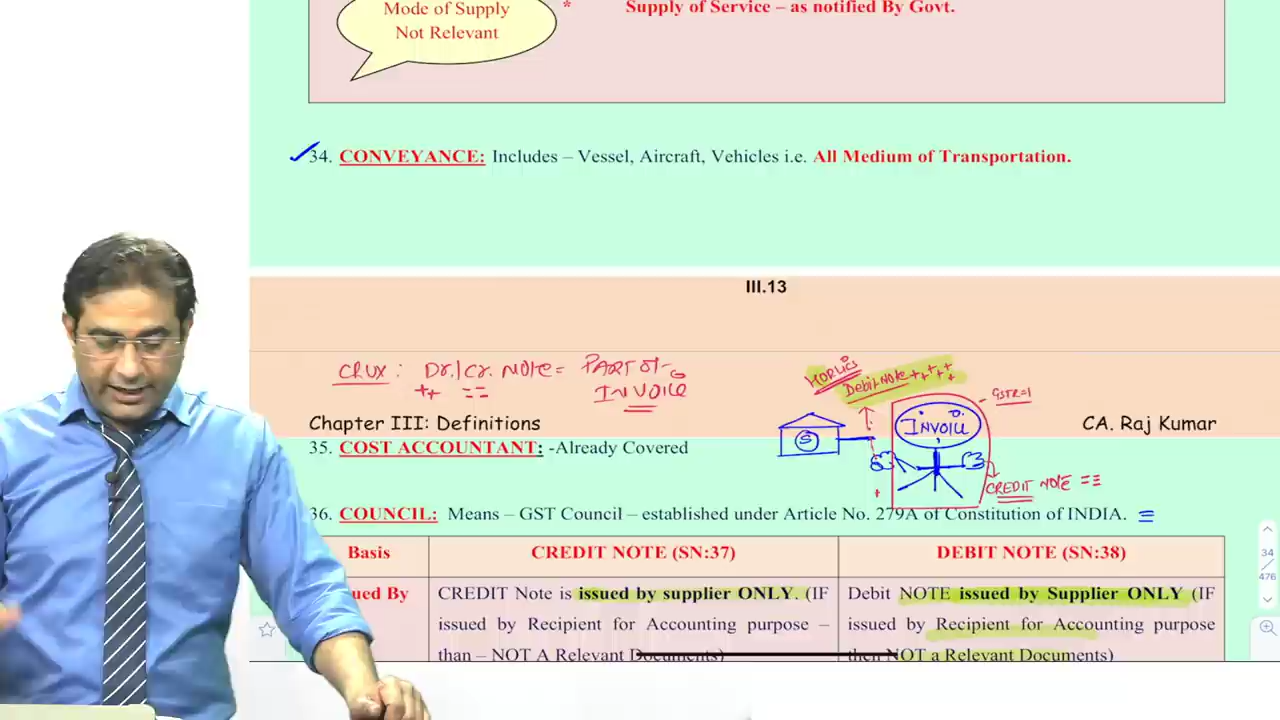 Mode of Supply
Not Relevant
* Supply of Service – as notified By Govt.
34. CONVEYANCE: Includes – Vessel, Aircraft, Vehicles i.e. All Medium of Transportation.
III.13
CRUX: Dr./Cr. Note = PART OF
++ == INVOICE
HORLICS
Debit Note +++++
GSTR=1
Chapter III: Definitions
S
INVOICE
CA. Raj Kumar
35. COST ACCOUNTANT: -Already Covered
CREDIT NOTE ==
36. COUNCIL: Means – GST Council – established under Article No. 279A of Constitution of INDIA.
Basis CREDIT NOTE (SN:37) DEBIT NOTE (SN:38)
ued By CREDIT Note is issued by supplier ONLY. (IF Debit NOTE issued by Supplier ONLY (IF
issued by Recipient for Accounting purpose – issued by Recipient for Accounting purpose
than – NOT A Relevant Documents) then NOT a Relevant Documents)
34
/
476